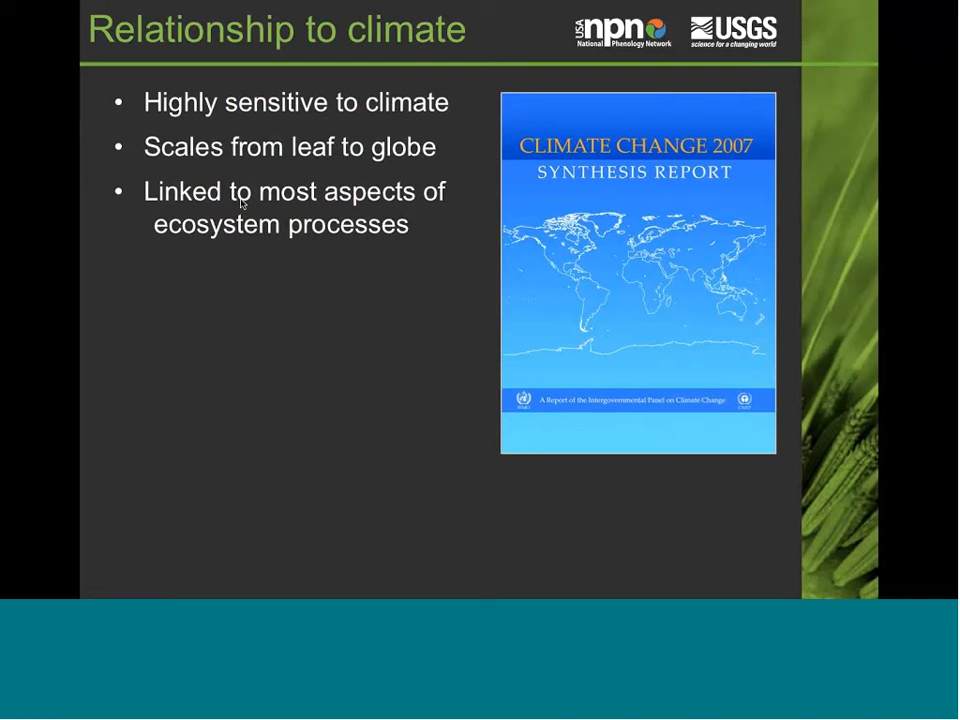 Relationship to climate
USA
npn
National Phenology Network
USGS
science for a changing world
• Highly sensitive to climate
• Scales from leaf to globe
• Linked to most aspects of
ecosystem processes
CLIMATE CHANGE 2007
SYNTHESIS REPORT
A Report of the Intergovernmental Panel on Climate Change
WMO
UNEP